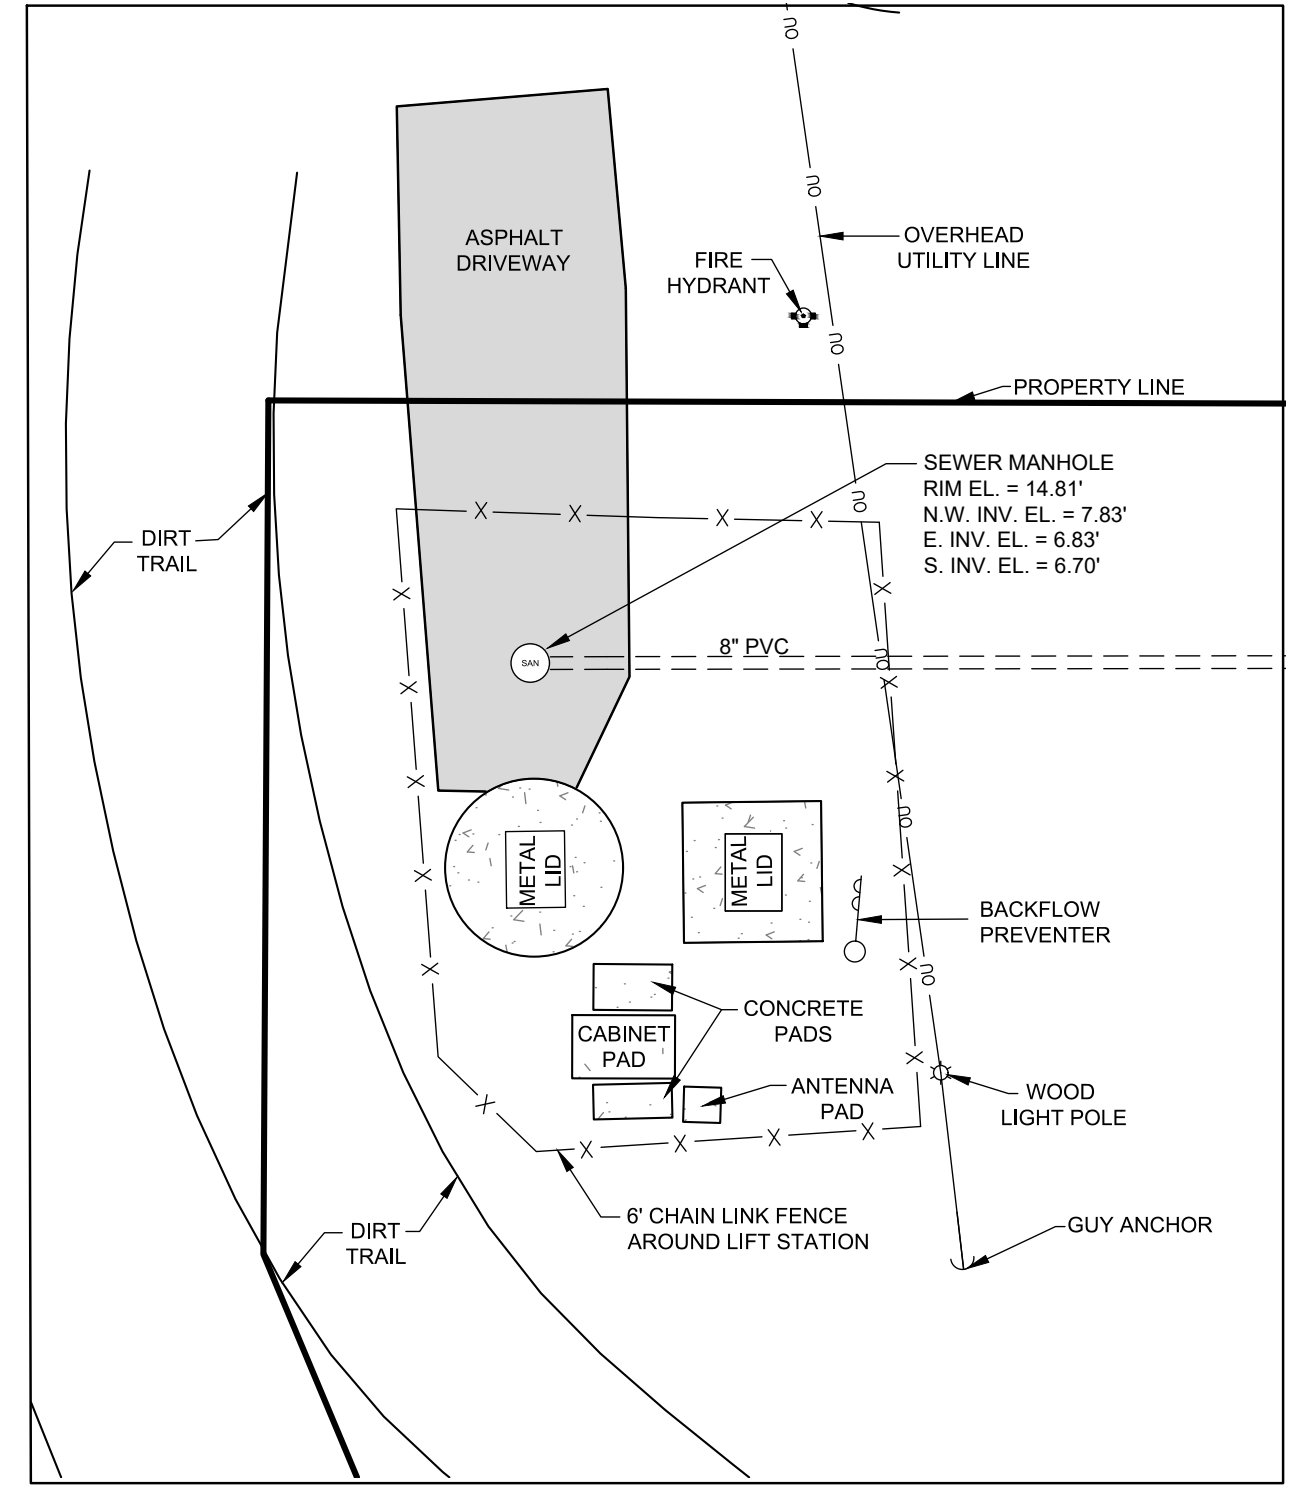 OU
OU
ASPHALT
DRIVEWAY
OVERHEAD
UTILITY LINE
FIRE
HYDRANT
OU
PROPERTY LINE
SEWER MANHOLE
RIM EL. = 14.81'
N.W. INV. EL. = 7.83'
E. INV. EL. = 6.83'
S. INV. EL. = 6.70'
OU
X X X X
DIRT
TRAIL
X X
8" PVC
SAN
OU
X X
X X
OU
METAL
LID
METAL
LID
X X
BACKFLOW
PREVENTER
X X
OU
CONCRETE
PADS
CABINET
PAD
X
ANTENNA
PAD
WOOD
LIGHT POLE
X
X X X X
6' CHAIN LINK FENCE
AROUND LIFT STATION
DIRT
TRAIL
GUY ANCHOR